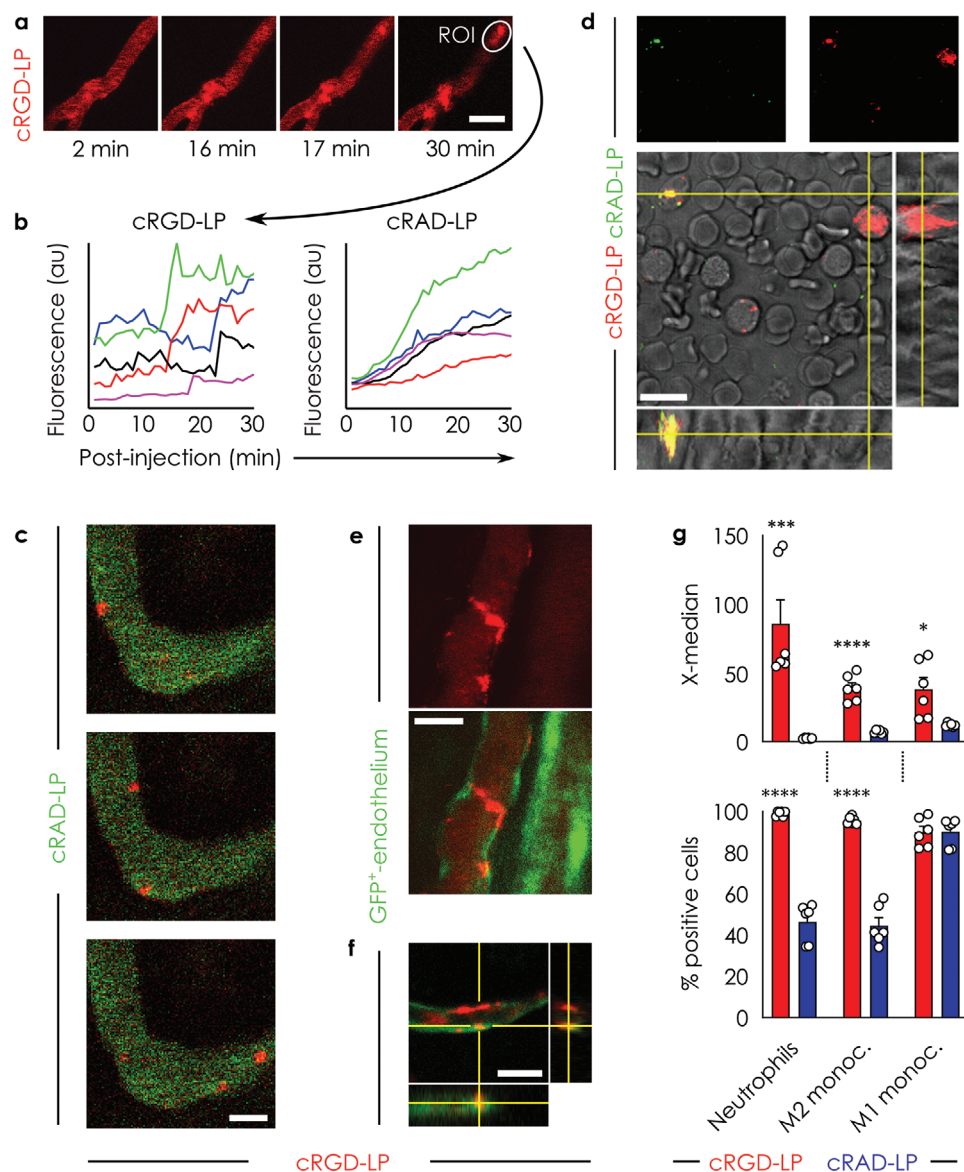 a
cRGD-LP
ROI
2 min
16 min
17 min
30 min
b
cRGD-LP
cRAD-LP
Fluorescence (au)
Fluorescence (au)
0 10 20 30
0 10 20 30
Post-injection (min)
c
cRAD-LP
d
cRGD-LP cRAD-LP
e
GFP+-endothelium
f
cRGD-LP
g
***
150
X-median
100
****
*
50
0
**** ****
100
% positive cells
80
60
40
20
0
Neutrophils
M2 monoc.
M1 monoc.
cRGD-LP
cRAD-LP